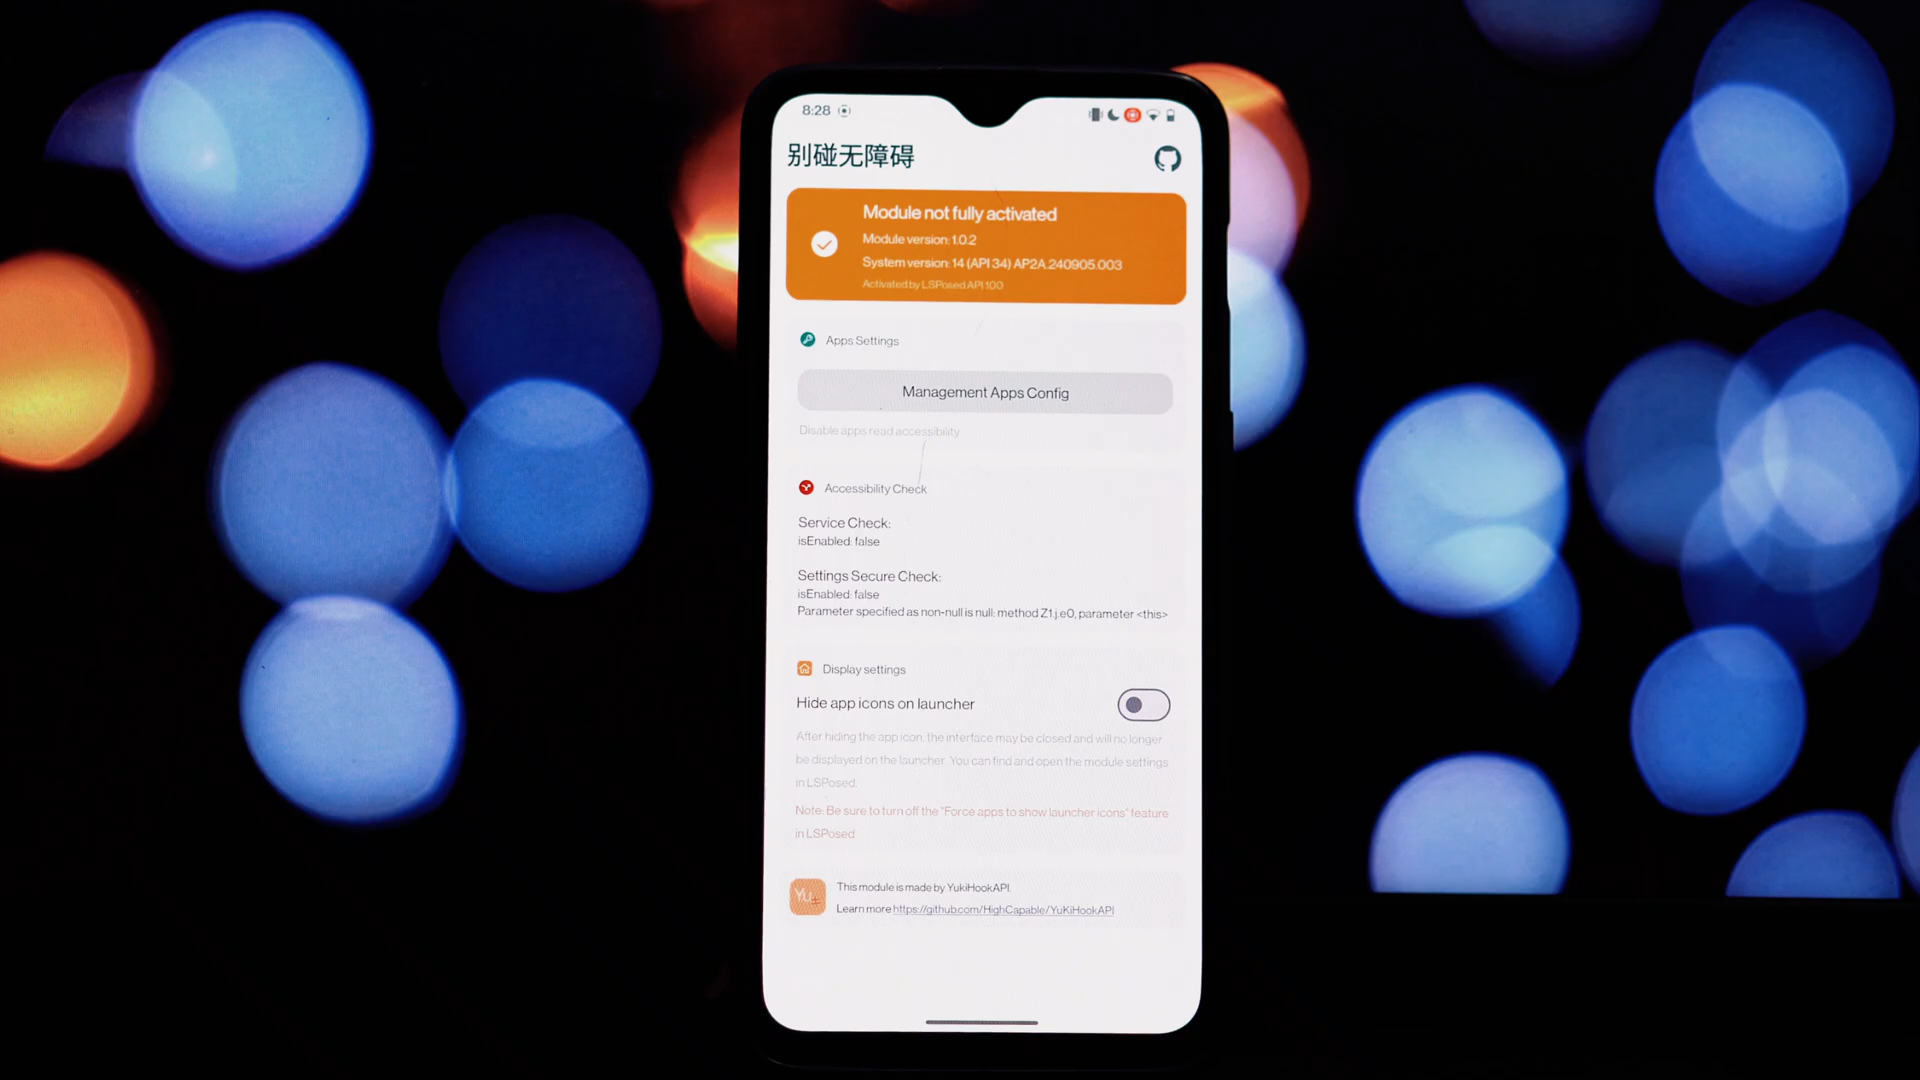 8:28
别碰无障碍
Module not fully activated
Module version: 1.0.2
System version: 14 (API 34) AP2A.240905.003
Activated by LSPosed API 100
Apps Settings
Management Apps Config
Disable apps read accessibility
Accessibility Check
Service Check:
isEnabled: false
Settings Secure Check:
isEnabled: false
Parameter specified as non-null is null: method Z1.j.e0, parameter <this>
Display settings
Hide app icons on launcher
After hiding the app icon, the interface may be closed and will no longer
be displayed on the launcher. You can find and open the module settings
in LSPosed.
Note: Be sure to turn off the "Force apps to show launcher icons" feature
in LSPosed
Yu
This module is made by YukiHookAPI.
Learn more https://github.com/HighCapable/YuKiHookAPI